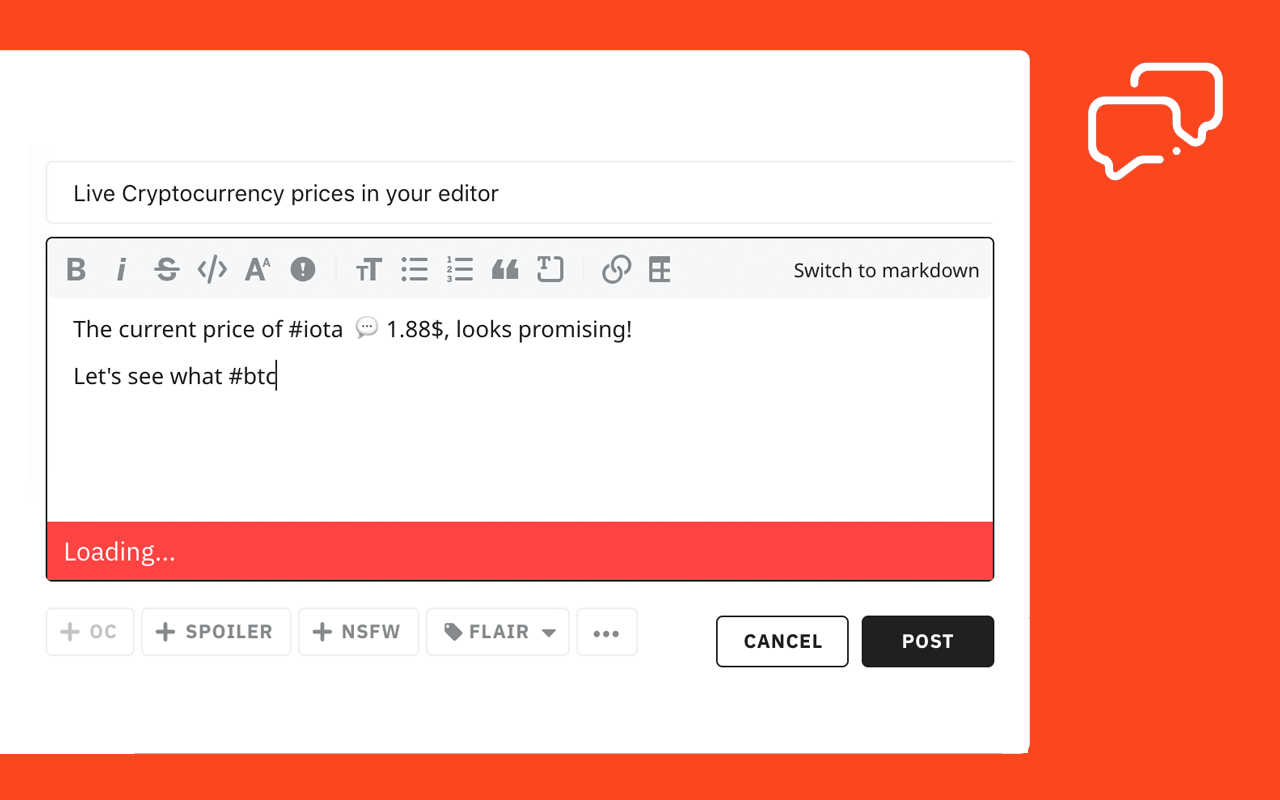 Live Cryptocurrency prices in your editor
Switch to markdown
The current price of #iota 💬 1.88$, looks promising!
Let's see what #btc
Loading...
OC
SPOILER
NSFW
FLAIR
CANCEL
POST